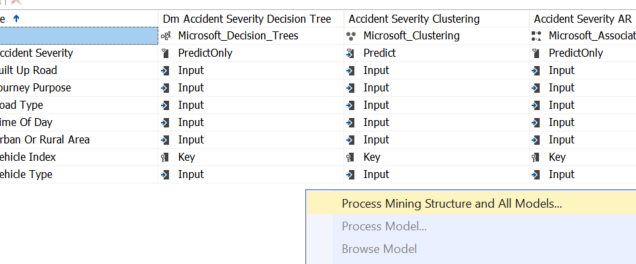 Dm Accident Severity Decision Tree Accident Severity Clustering Accident Severity AR
Microsoft_Decision_Trees Microsoft_Clustering Microsoft_Associat
ccident Severity PredictOnly Predict PredictOnly
uilt Up Road Input Input Input
ourney Purpose Input Input Input
oad Type Input Input Input
ime Of Day Input Input Input
rban Or Rural Area Input Input Input
ehicle Index Key Key Key
ehicle Type Input Input Input
Process Mining Structure and All Models...
Process Model...
Browse Model